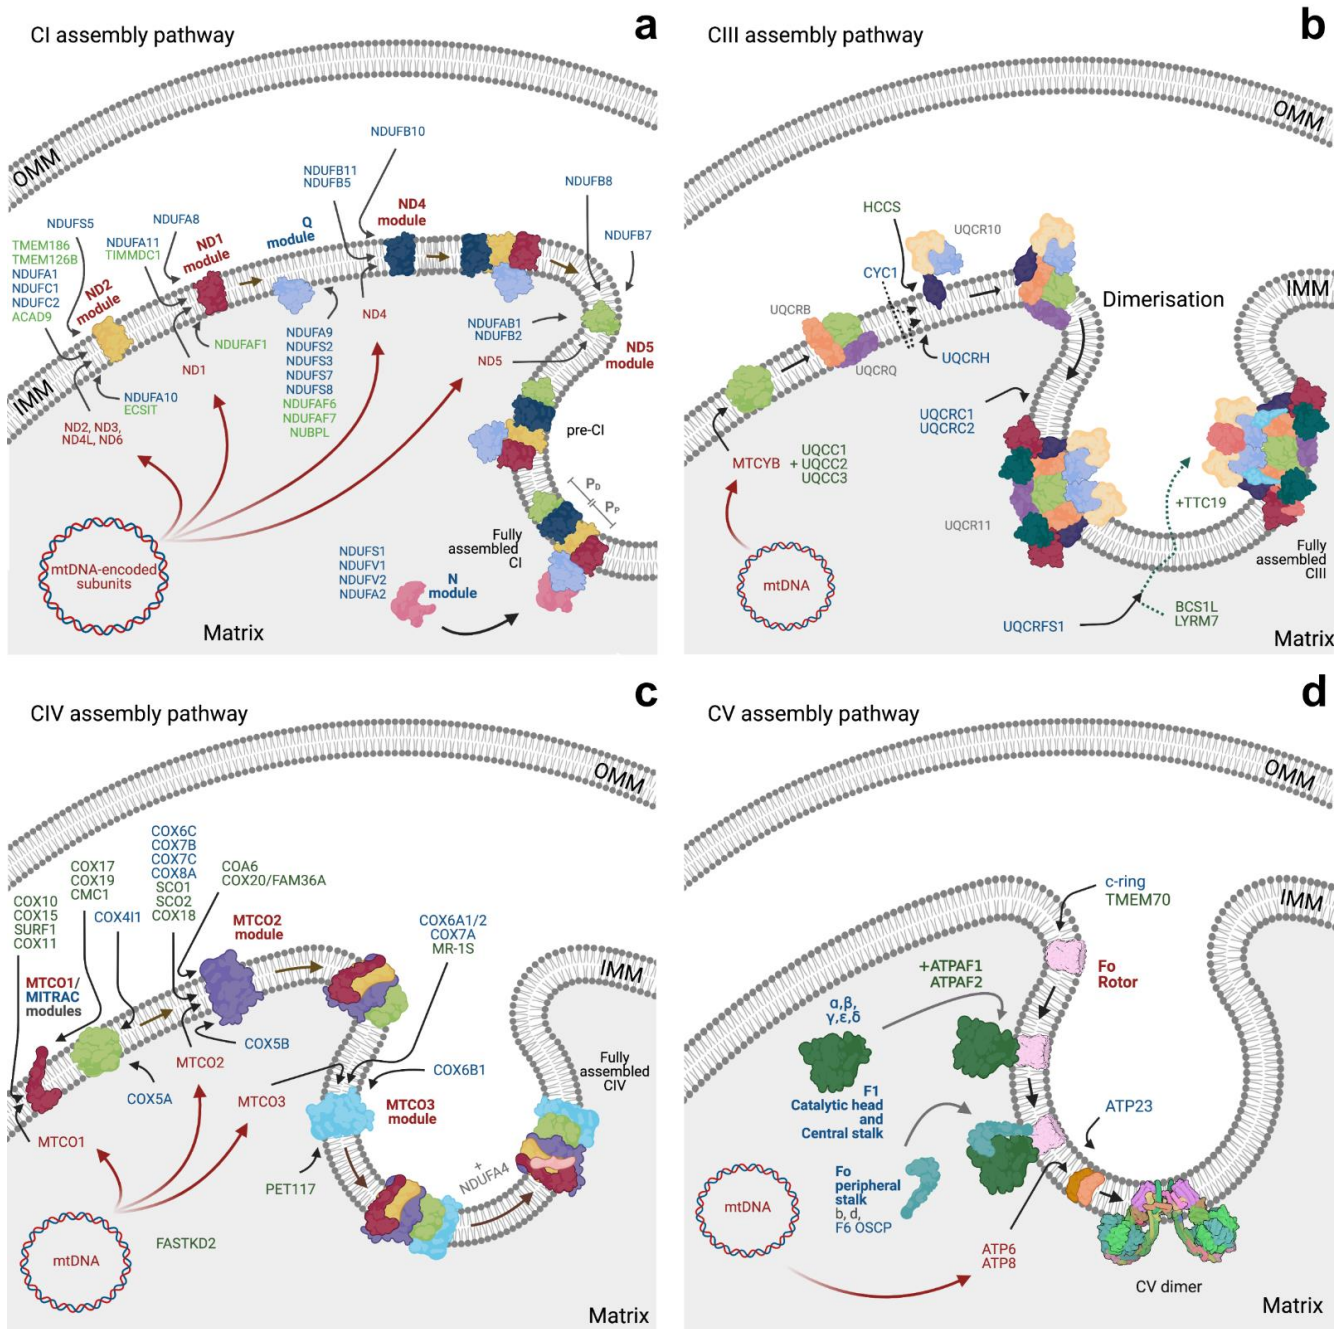 a
CI assembly pathway
OMM
NDUFB10
NDUFB11
NDUFB5
ND4
module
NDUFB8
NDUFB7
NDUFS5
NDUFA8
TMEM186
TMEM126B
NDUFA1
NDUFC1
NDUFC2
ACAD9
NDUFA11
TIMMDC1
ND1
module
Q
module
ND2
module
IMM
NDUFAF1
ND1
ND4
NDUFA10
ECSIT
ND2, ND3,
ND4L, ND6
NDUFA9
NDUFS2
NDUFS3
NDUFS7
NDUFS8
NDUFAF6
NDUFAF7
NUBPL
NDUFAB1
NDUFB2
ND5
ND5
module
pre-CI
PD
PP
Fully
assembled
CI
NDUFS1
NDUFV1
NDUFV2
NDUFA2
N
module
mtDNA-encoded
subunits
Matrix
b
CIII assembly pathway
OMM
HCCS
UQCR10
CYC1
Dimerisation
IMM
UQCRB
UQCRQ
UQCRH
UQCRC1
UQCRC2
MTCYB
+
UQCC1
UQCC2
UQCC3
UQCR11
+TTC19
Fully
assembled
CIII
mtDNA
UQCRFS1
BCS1L
LYRM7
Matrix
c
CIV assembly pathway
OMM
COX6C
COX7B
COX7C
COX8A
SCO1
SCO2
COX18
COA6
COX20/FAM36A
COX17
COX19
CMC1
COX10
COX15
SURF1
COX11
COX4I1
MTCO2
module
COX6A1/2
COX7A
MR-1S
IMM
MTCO1/
MITRAC
modules
COX5B
MTCO2
COX5A
MTCO3
COX6B1
MTCO3
module
Fully
assembled
CIV
MTCO1
PET117
+
NDUFA4
FASTKD2
mtDNA
Matrix
d
CV assembly pathway
OMM
c-ring
TMEM70
IMM
Fo
Rotor
+ATPAF1
ATPAF2
α,β,
γ,ε,δ
F1
Catalytic head
and
Central stalk
ATP23
Fo
peripheral
stalk
b, d,
F6 OSCP
mtDNA
ATP6
ATP8
CV dimer
Matrix